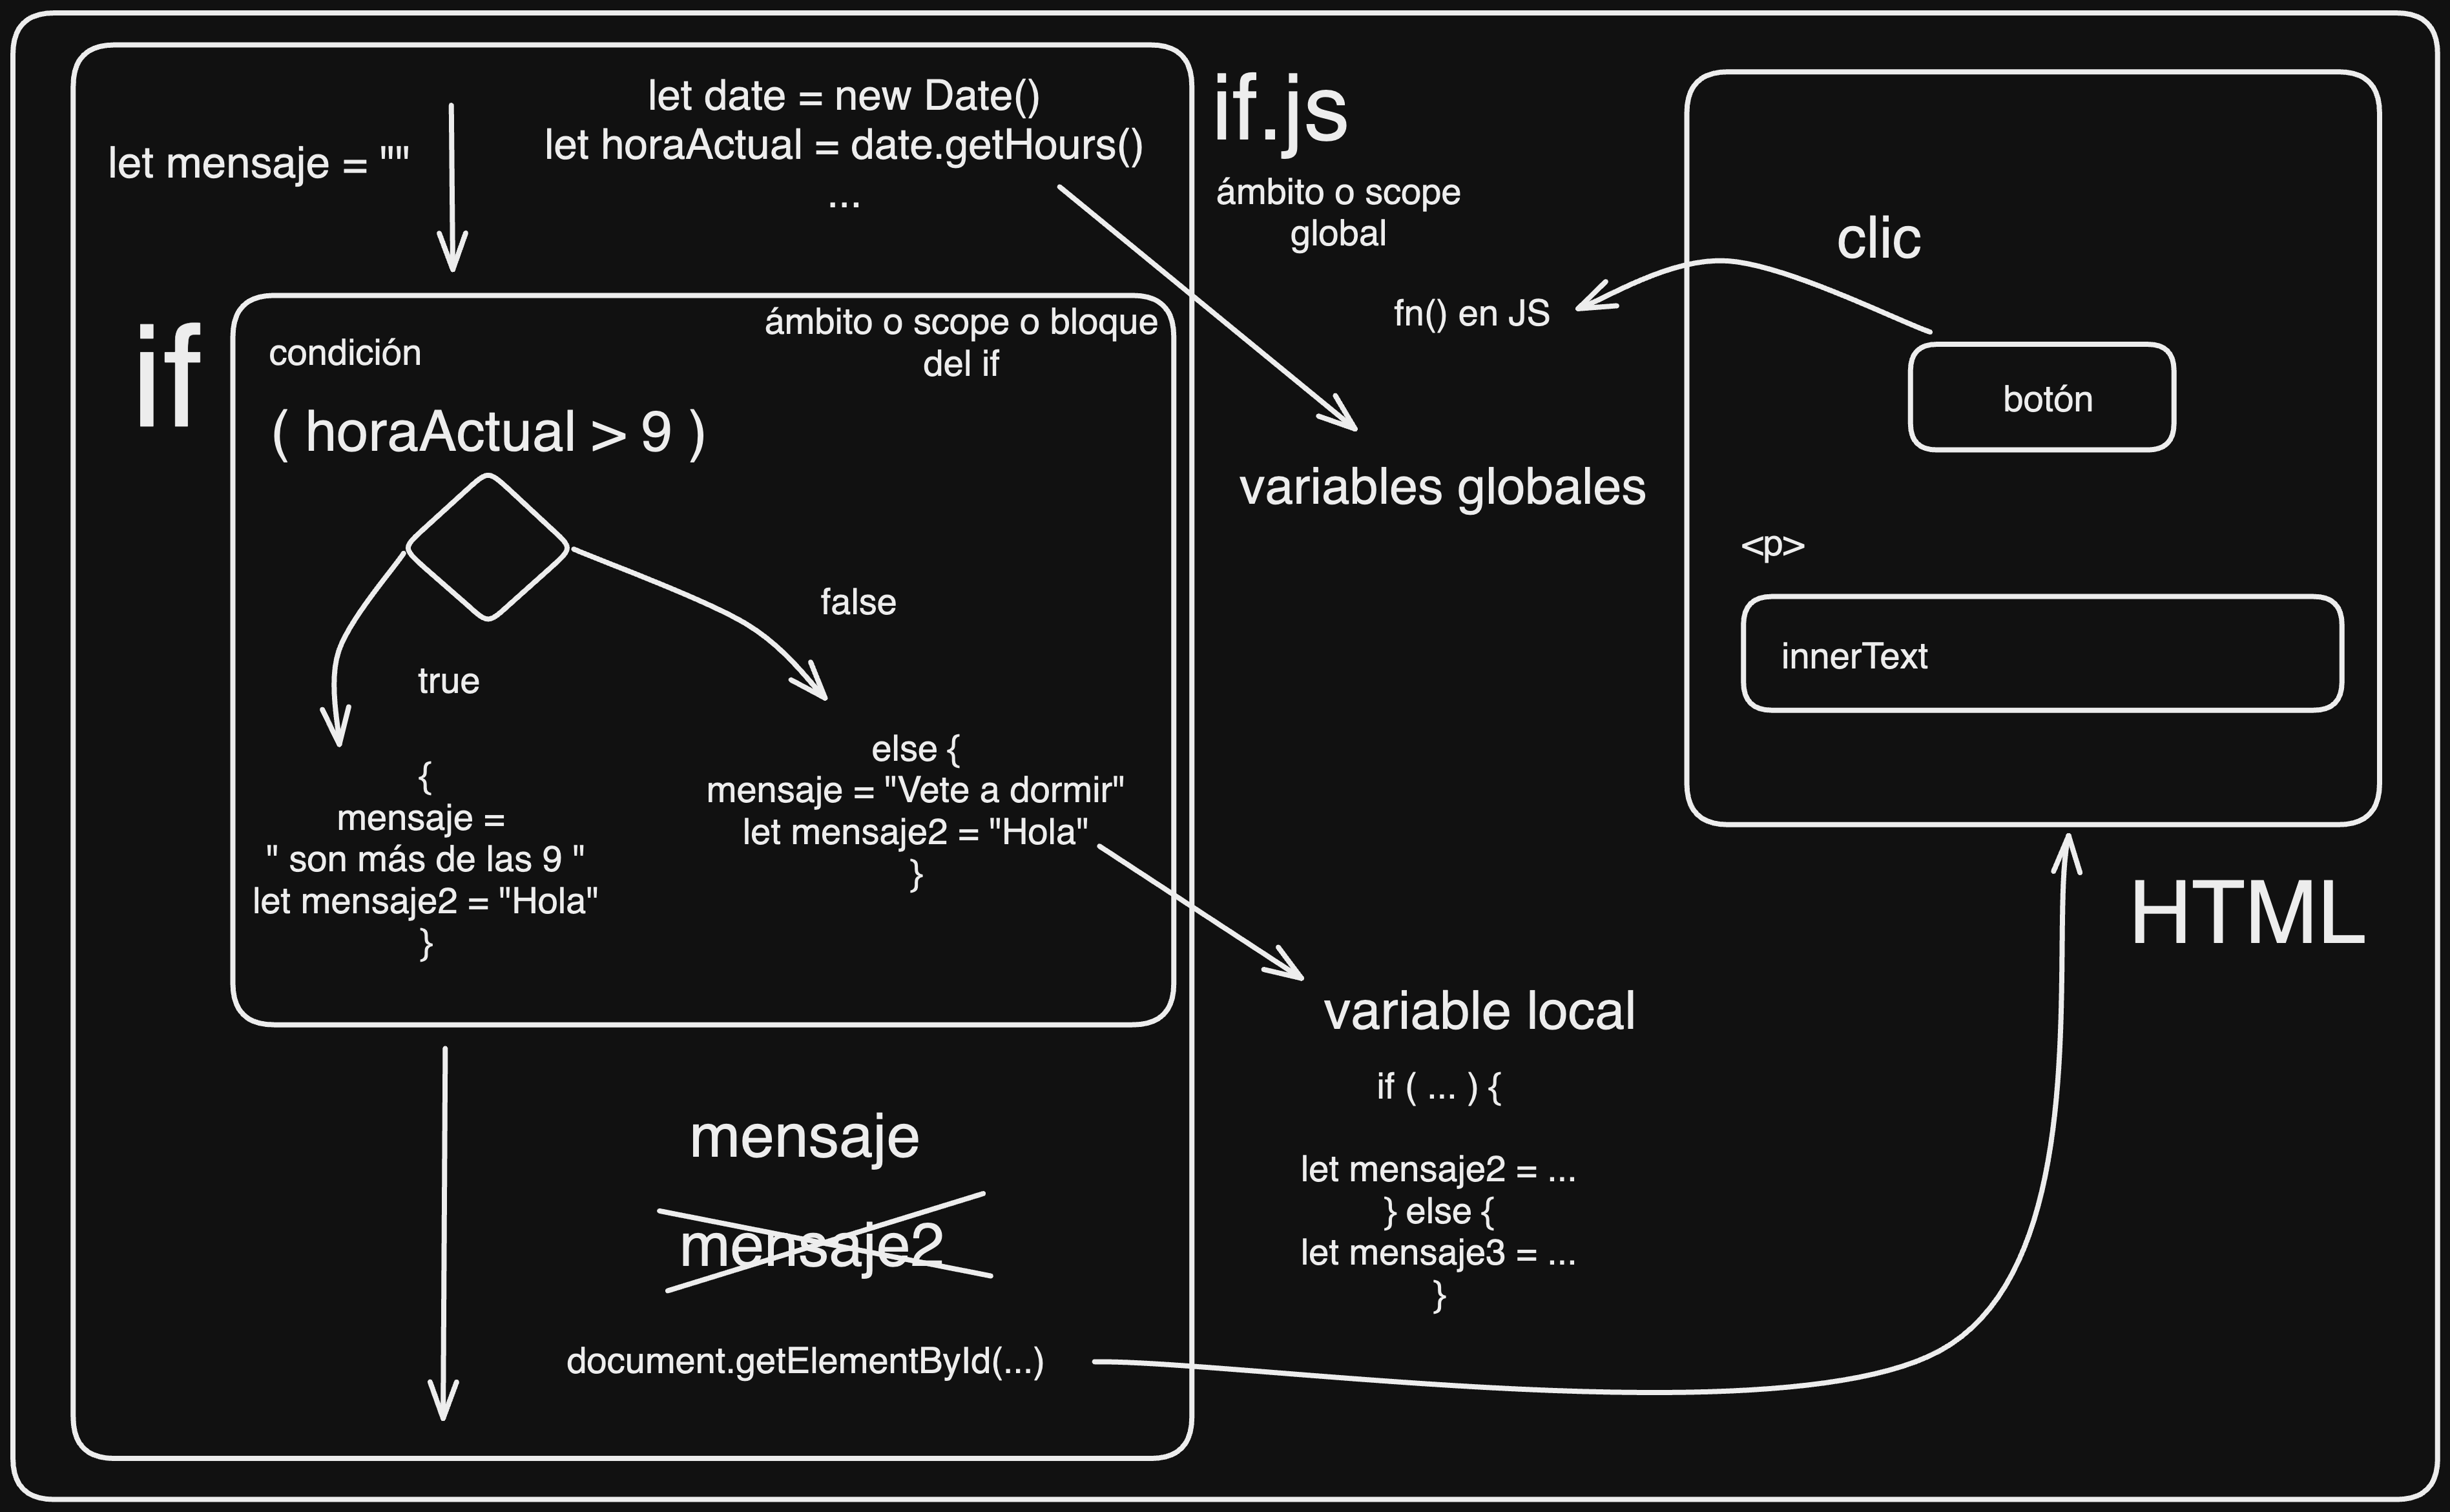 let mensaje = ""
let date = new Date()
let horaActual = date.getHours()
...
if.js
ámbito o scope
global
if
condición
ámbito o scope o bloque
del if
( horaActual > 9 )
true
false
{
mensaje =
" son más de las 9 "
let mensaje2 = "Hola"
}
else {
mensaje = "Vete a dormir"
let mensaje2 = "Hola"
}
mensaje
mensaje2
document.getElementById(...)
fn() en JS
variables globales
variable local
if ( ... ) {
let mensaje2 = ...
} else {
let mensaje3 = ...
}
clic
botón
<p>
innerText
HTML